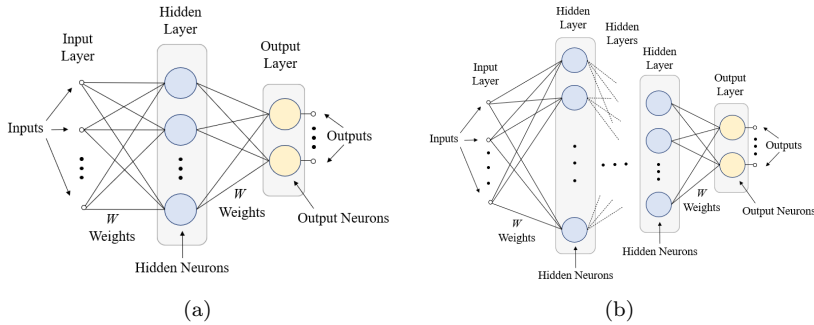 Hidden
Layer
Input
Layer
Output
Layer
Inputs
Outputs
W
Weights
W
Weights
Output Neurons
Hidden Neurons
(a)
Hidden
Layer
Hidden
Layers
Hidden
Layer
Input
Layer
Output
Layer
Inputs
Outputs
W
Weights
W
Weights
Output Neurons
Hidden Neurons
Hidden Neurons
(b)